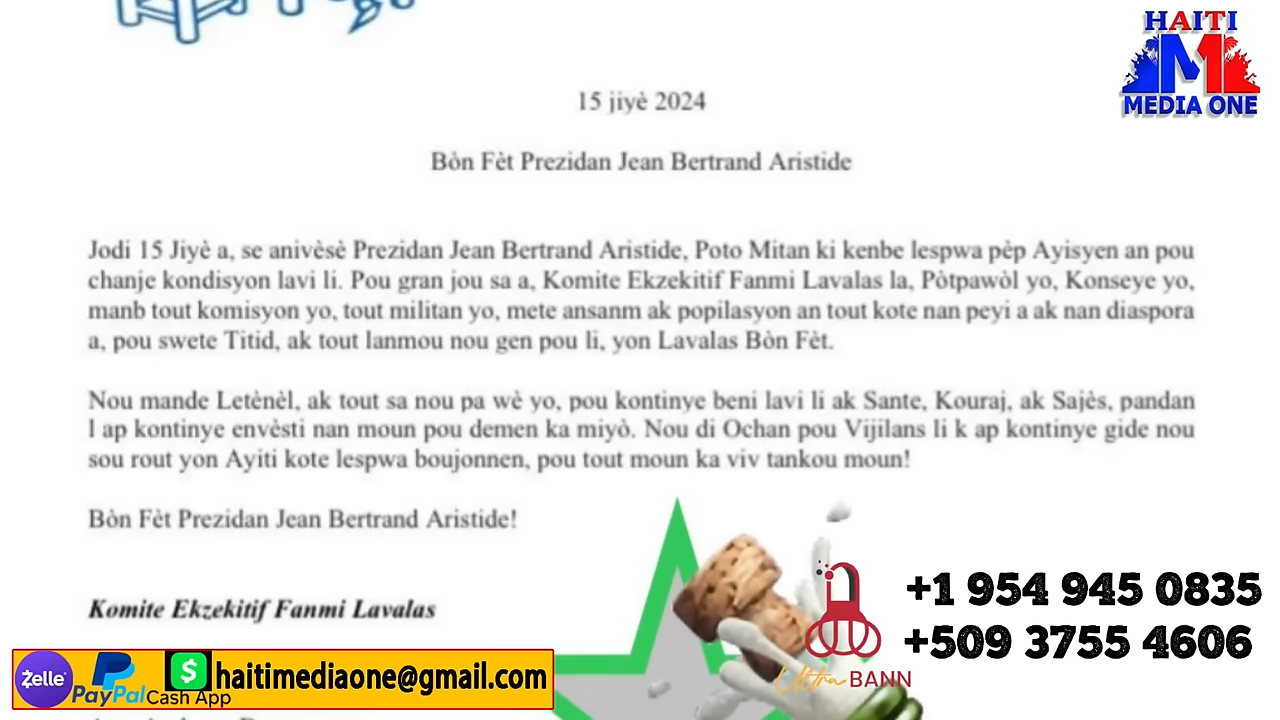 HAITI
MEDIA ONE
15 jiyè 2024
Bòn Fèt Prezidan Jean Bertrand Aristide
Jodi 15 Jiyè a, se anivèsè Prezidan Jean Bertrand Aristide, Poto Mitan ki kenbe lespwa pèp Ayisyen an pou
chanje kondisyon lavi li. Pou gran jou sa a, Komite Ekzekitif Fanmi Lavalas la, Pòtpawòl yo, Konseye yo,
manb tout komisyon yo, tout militan yo, mete ansanm ak popilasyon an tout kote nan peyi a ak nan diaspora
a, pou swete Titid, ak tout lanmou nou gen pou li, yon Lavalas Bòn Fèt.
Nou mande Letènèl, ak tout sa nou pa wè yo, pou kontinye beni lavi li ak Sante, Kouraj, ak Sajès, pandan
l ap kontinye envèsti nan moun pou demen ka miyò. Nou di Ochan pou Vijilans li k ap kontinye gide nou
sou rout yon Ayiti kote lespwa boujonnen, pou tout moun ka viv tankou moun!
Bòn Fèt Prezidan Jean Bertrand Aristide!
Komite Ekzekitif Fanmi Lavalas
+1 954 945 0835
+509 3755 4606
Ultra BANN
Zelle PayPal Cash App haitimediaone@gmail.com